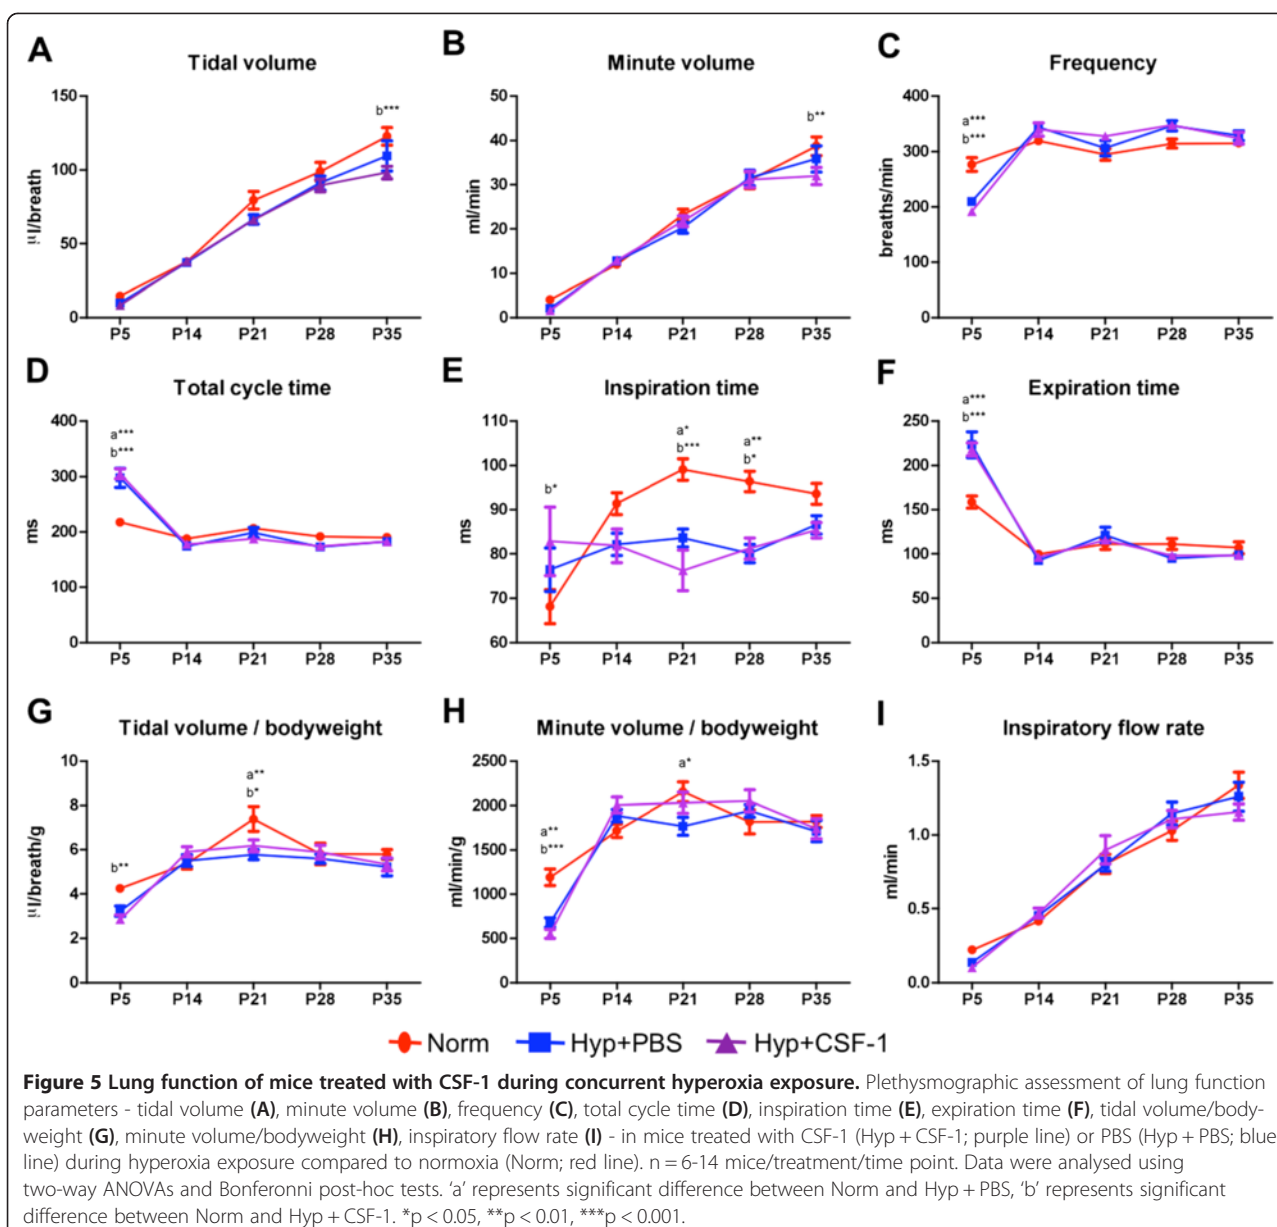 A
Tidal volume
µl/breath
150
100
50
0
b***
P5 P14 P21 P28 P35
B
Minute volume
ml/min
50
40
30
20
10
0
b**
P5 P14 P21 P28 P35
C
Frequency
breaths/min
400
300
200
100
0
a***
b***
P5 P14 P21 P28 P35
D
Total cycle time
ms
400
300
200
100
0
a***
b***
P5 P14 P21 P28 P35
E
Inspiration time
ms
110
100
90
80
70
60
b*
a*
b***
a**
b*
P5 P14 P21 P28 P35
F
Expiration time
ms
250
200
150
100
50
0
a***
b***
P5 P14 P21 P28 P35
G
Tidal volume / bodyweight
µl/breath/g
10
8
6
4
2
0
b**
a**
b*
P5 P14 P21 P28 P35
H
Minute volume / bodyweight
ml/min/g
2500
2000
1500
1000
500
0
a**
b***
a*
P5 P14 P21 P28 P35
I
Inspiratory flow rate
ml/min
1.5
1.0
0.5
0.0
P5 P14 P21 P28 P35
Norm Hyp+PBS Hyp+CSF-1
Figure 5 Lung function of mice treated with CSF-1 during concurrent hyperoxia exposure. Plethysmographic assessment of lung function
parameters - tidal volume (A), minute volume (B), frequency (C), total cycle time (D), inspiration time (E), expiration time (F), tidal volume/body-
weight (G), minute volume/bodyweight (H), inspiratory flow rate (I) - in mice treated with CSF-1 (Hyp + CSF-1; purple line) or PBS (Hyp + PBS; blue
line) during hyperoxia exposure compared to normoxia (Norm; red line). n = 6-14 mice/treatment/time point. Data were analysed using
two-way ANOVAs and Bonferonni post-hoc tests. ‘a’ represents significant difference between Norm and Hyp + PBS, ‘b’ represents significant
difference between Norm and Hyp + CSF-1. *p < 0.05, **p < 0.01, ***p < 0.001.